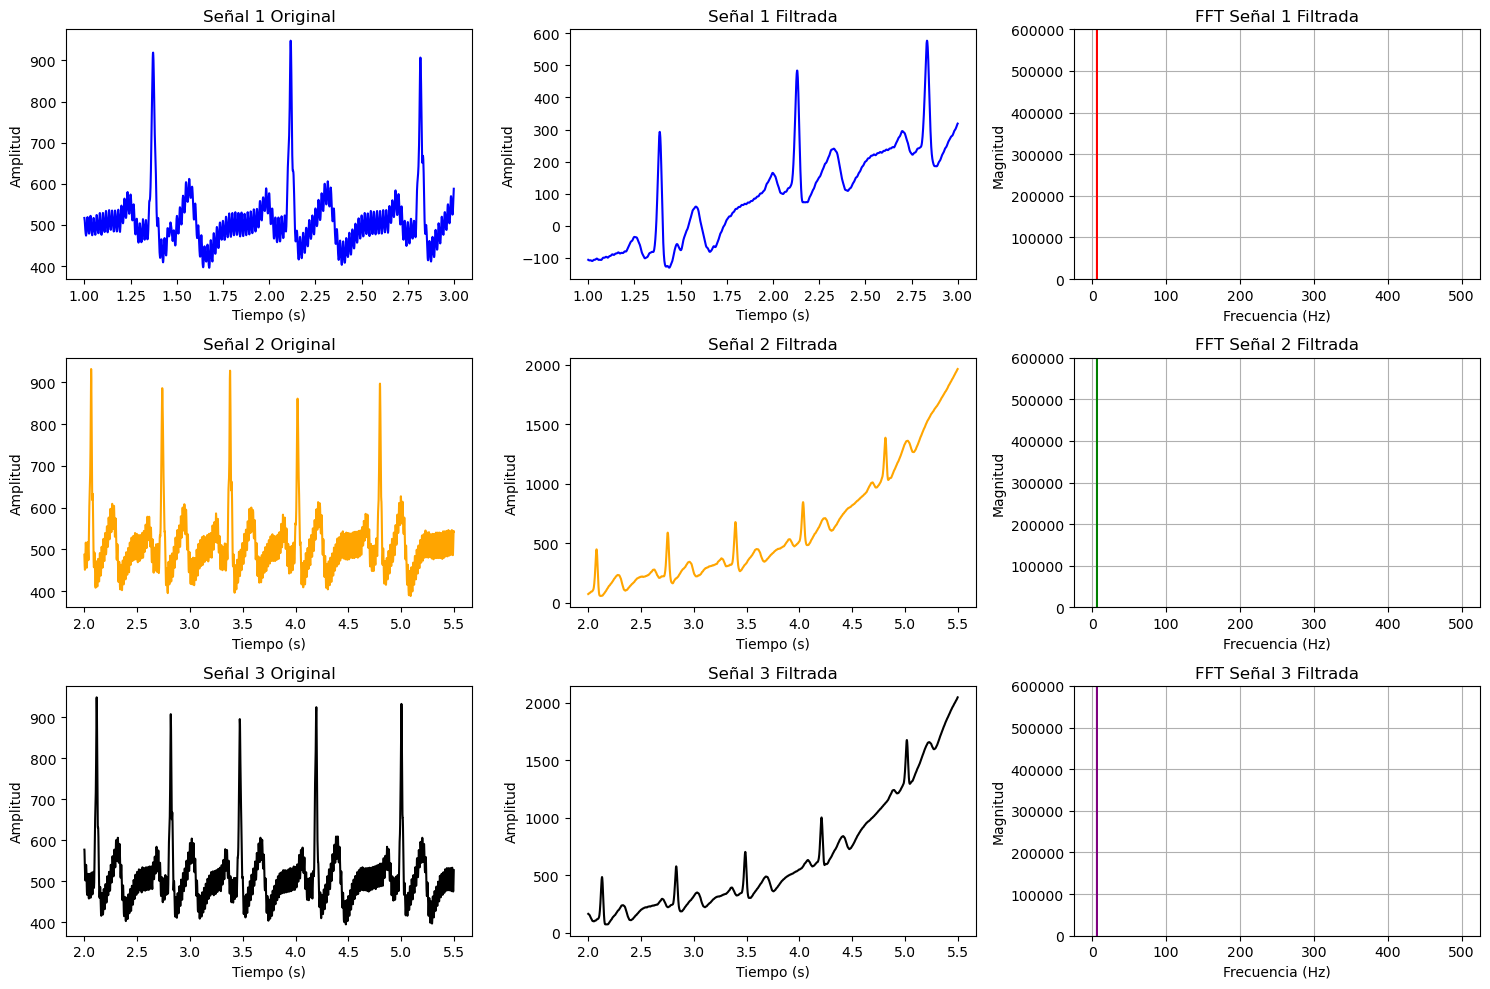 Señal 1 Original
Señal 1 Filtrada
FFT Señal 1 Filtrada
Amplitud
900
800
700
600
500
400
1.00 1.25 1.50 1.75 2.00 2.25 2.50 2.75 3.00
Tiempo (s)
Amplitud
600
500
400
300
200
100
0
−100
1.00 1.25 1.50 1.75 2.00 2.25 2.50 2.75 3.00
Tiempo (s)
Magnitud
600000
500000
400000
300000
200000
100000
0
0 100 200 300 400 500
Frecuencia (Hz)
Señal 2 Original
Señal 2 Filtrada
FFT Señal 2 Filtrada
Amplitud
900
800
700
600
500
400
2.0 2.5 3.0 3.5 4.0 4.5 5.0 5.5
Tiempo (s)
Amplitud
2000
1500
1000
500
0
2.0 2.5 3.0 3.5 4.0 4.5 5.0 5.5
Tiempo (s)
Magnitud
600000
500000
400000
300000
200000
100000
0
0 100 200 300 400 500
Frecuencia (Hz)
Señal 3 Original
Señal 3 Filtrada
FFT Señal 3 Filtrada
Amplitud
900
800
700
600
500
400
2.0 2.5 3.0 3.5 4.0 4.5 5.0 5.5
Tiempo (s)
Amplitud
2000
1500
1000
500
0
2.0 2.5 3.0 3.5 4.0 4.5 5.0 5.5
Tiempo (s)
Magnitud
600000
500000
400000
300000
200000
100000
0
0 100 200 300 400 500
Frecuencia (Hz)